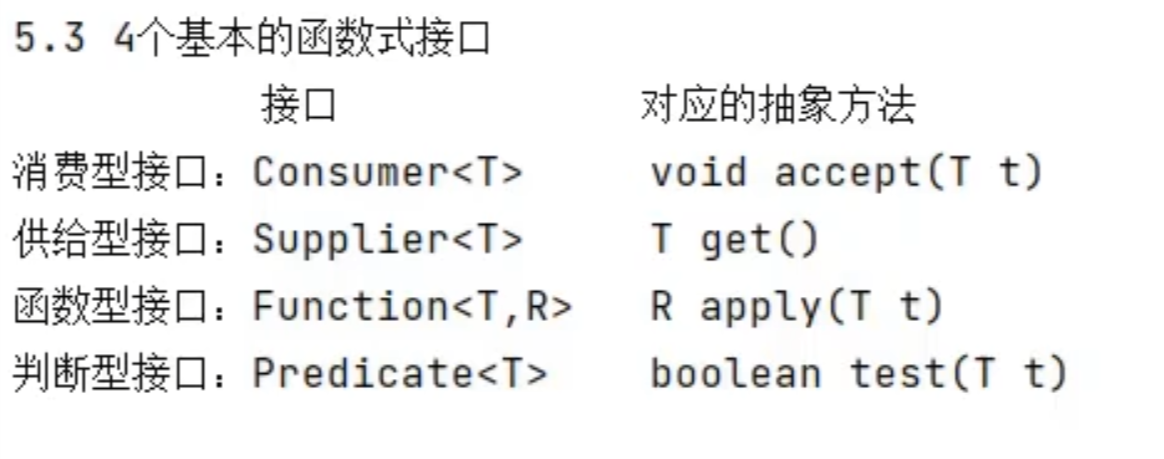 5.3 4个基本的函数式接口
接口 对应的抽象方法
消费型接口：Consumer<T> void accept(T t)
供给型接口：Supplier<T> T get()
函数型接口：Function<T,R> R apply(T t)
判断型接口：Predicate<T> boolean test(T t)